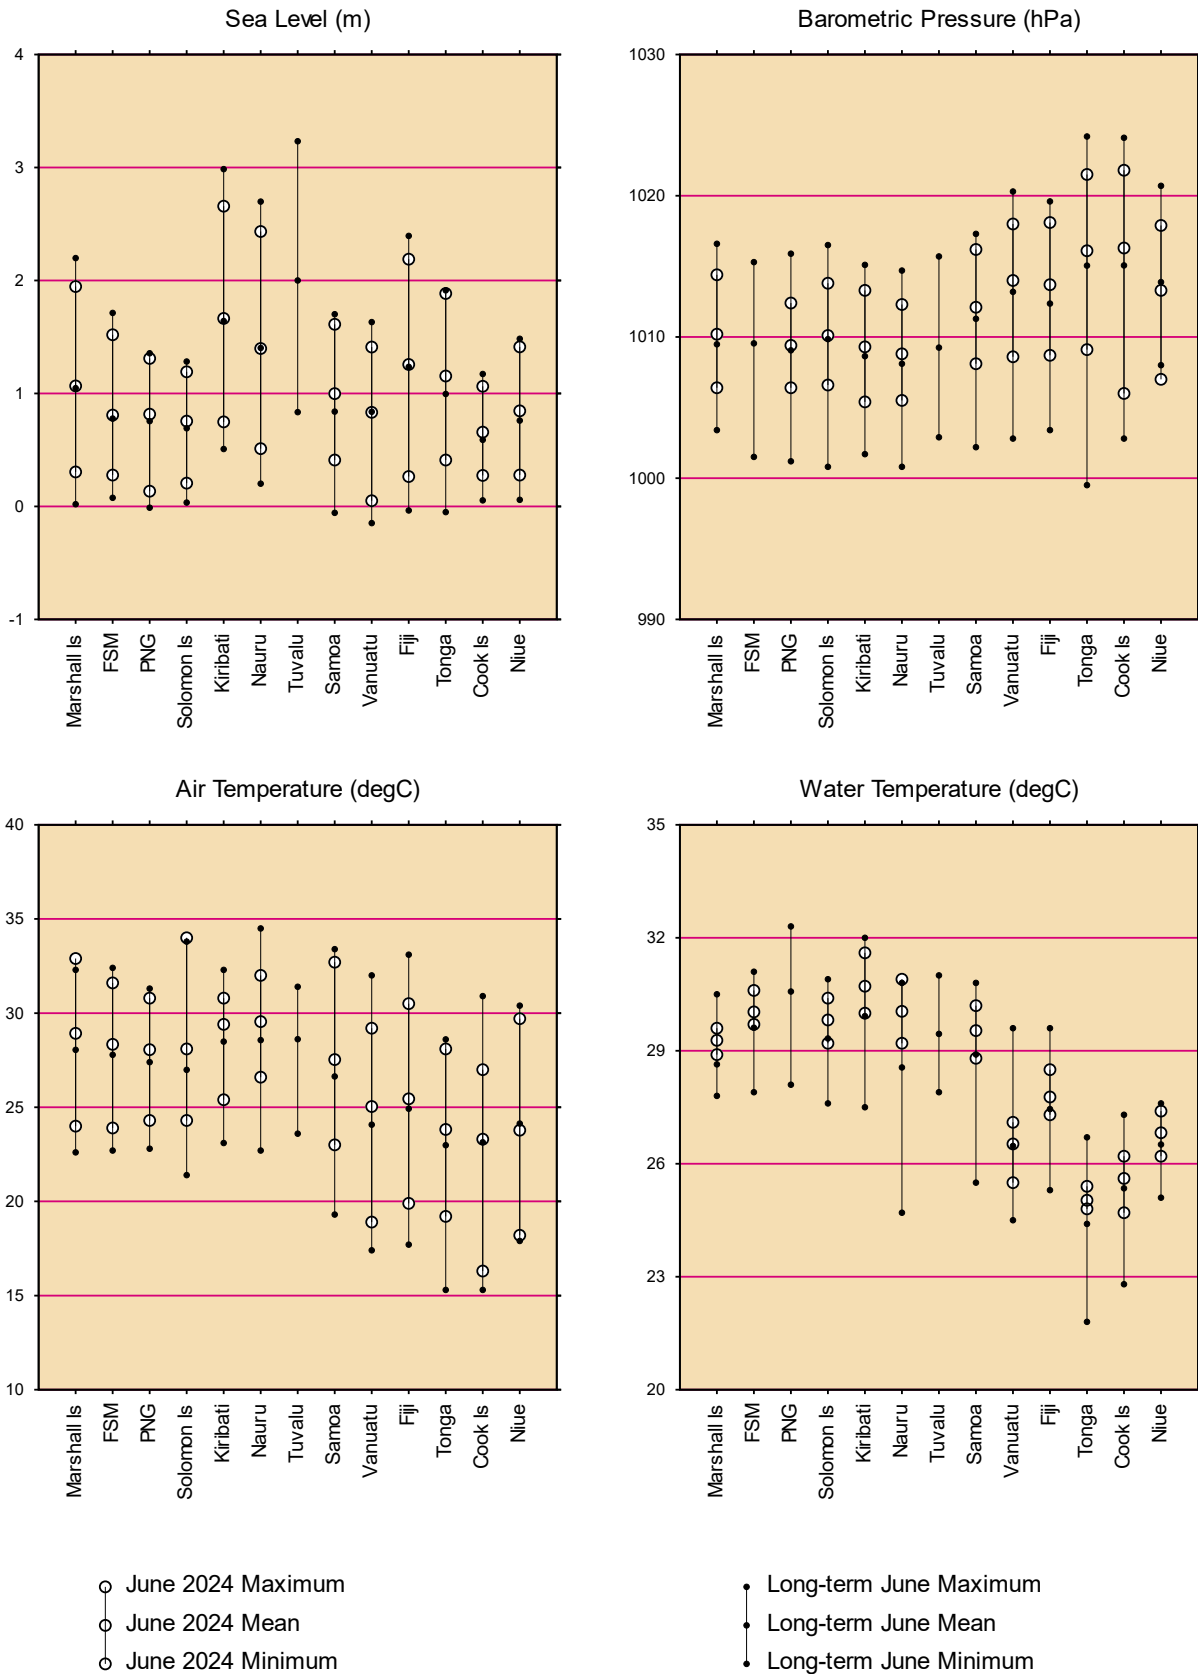 Sea Level (m)
4
3
2
1
0
-1
Marshall Is
FSM
PNG
Solomon Is
Kiribati
Nauru
Tuvalu
Samoa
Vanuatu
Fiji
Tonga
Cook Is
Niue
Barometric Pressure (hPa)
1030
1020
1010
1000
990
Marshall Is
FSM
PNG
Solomon Is
Kiribati
Nauru
Tuvalu
Samoa
Vanuatu
Fiji
Tonga
Cook Is
Niue
Air Temperature (degC)
40
35
30
25
20
15
10
Marshall Is
FSM
PNG
Solomon Is
Kiribati
Nauru
Tuvalu
Samoa
Vanuatu
Fiji
Tonga
Cook Is
Niue
Water Temperature (degC)
35
32
29
26
23
20
Marshall Is
FSM
PNG
Solomon Is
Kiribati
Nauru
Tuvalu
Samoa
Vanuatu
Fiji
Tonga
Cook Is
Niue
June 2024 Maximum
June 2024 Mean
June 2024 Minimum
Long-term June Maximum
Long-term June Mean
Long-term June Minimum